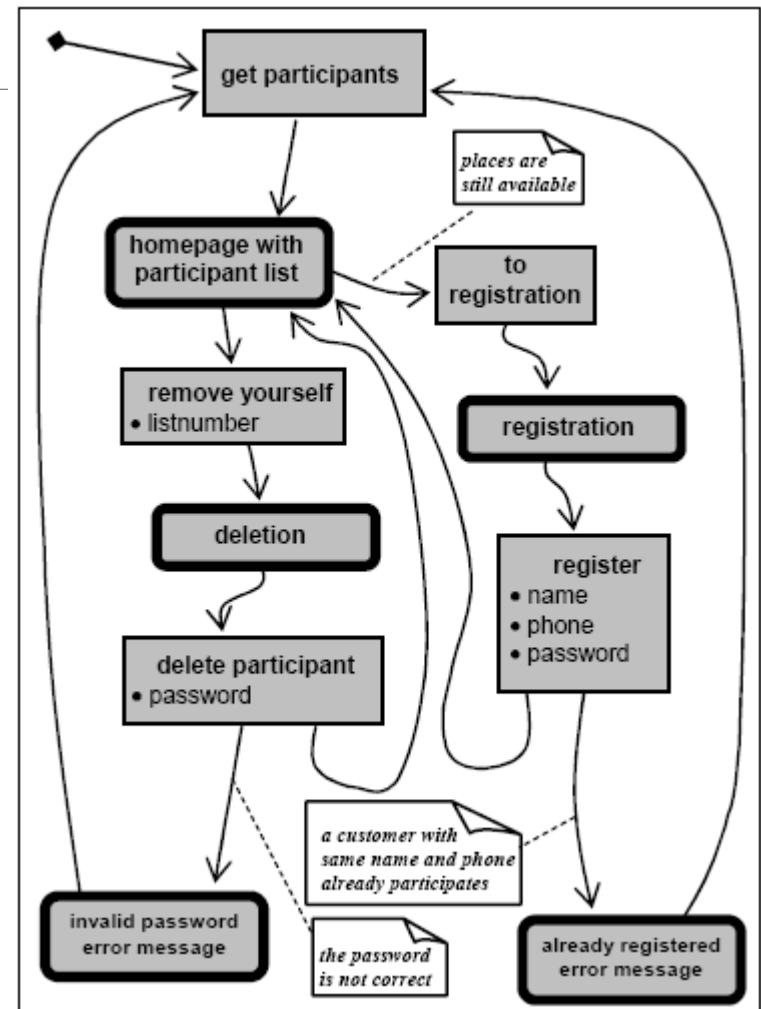 get participants
places are
still available
homepage with
participant list
to
registration
remove yourself
• listnumber
registration
deletion
register
• name
• phone
• password
delete participant
• password
a customer with
same name and phone
already participates
invalid password
error message
the password
is not correct
already registered
error message